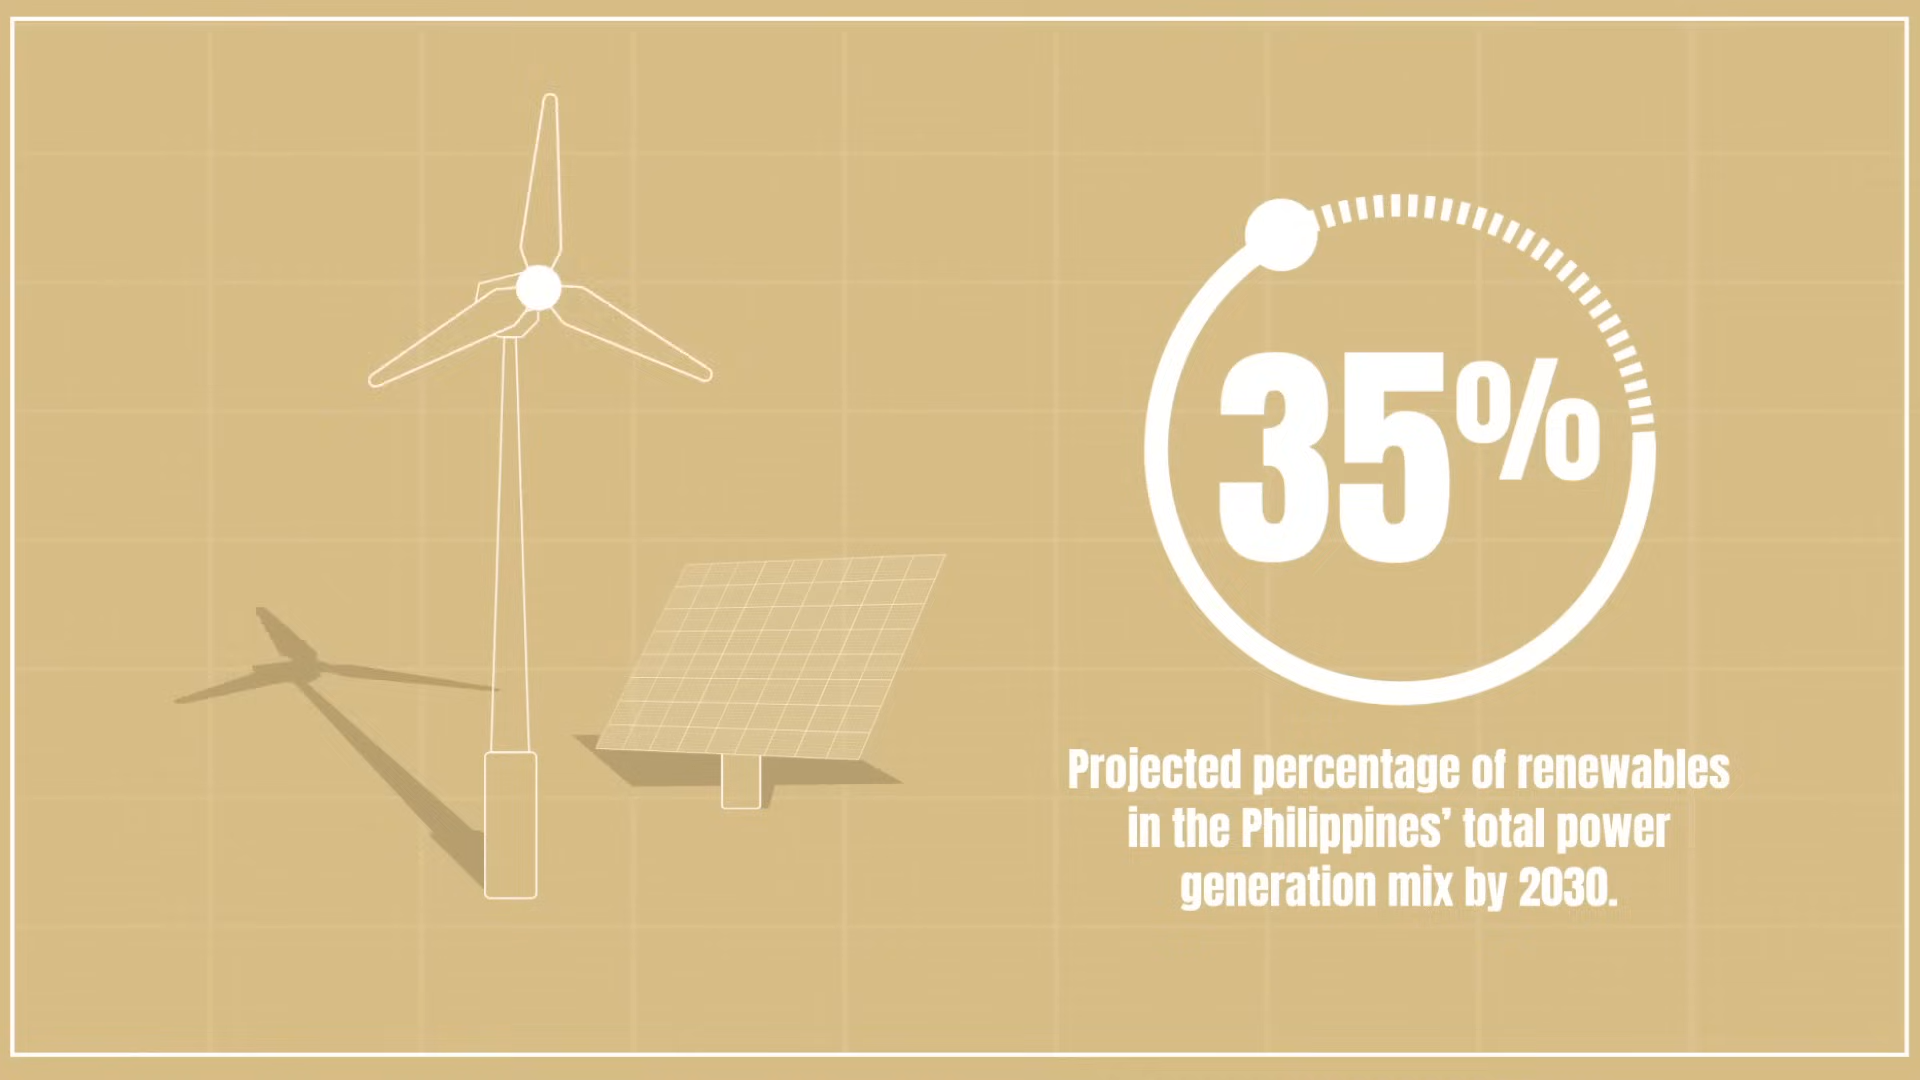 35%
Projected percentage of renewables
in the Philippines’ total power
generation mix by 2030.